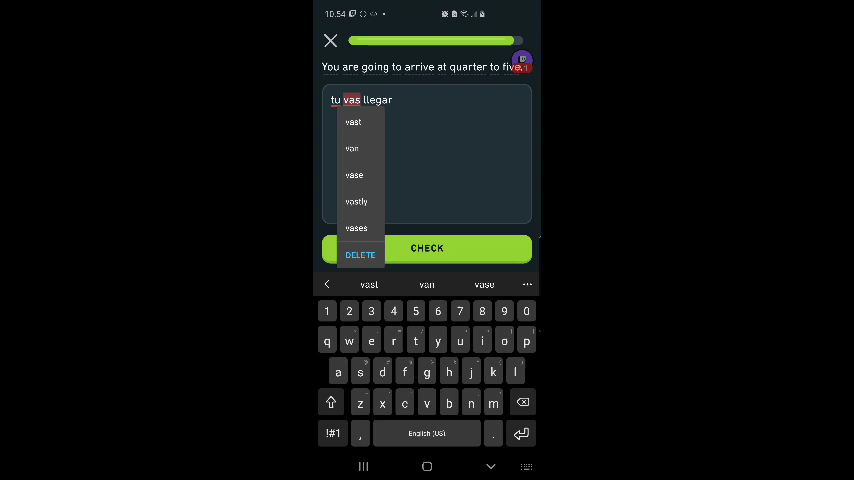 10.54
You are going to arrive at quarter to five.
tu vas llegar
vast
van
vase
vastly
vases
DELETE
CHECK
vast van vase
1 2 3 4 5 6 7 8 9 0
q w e r t y u i o p
a s d f g h j k l
z x c v b n m
!#1 , English (US) .